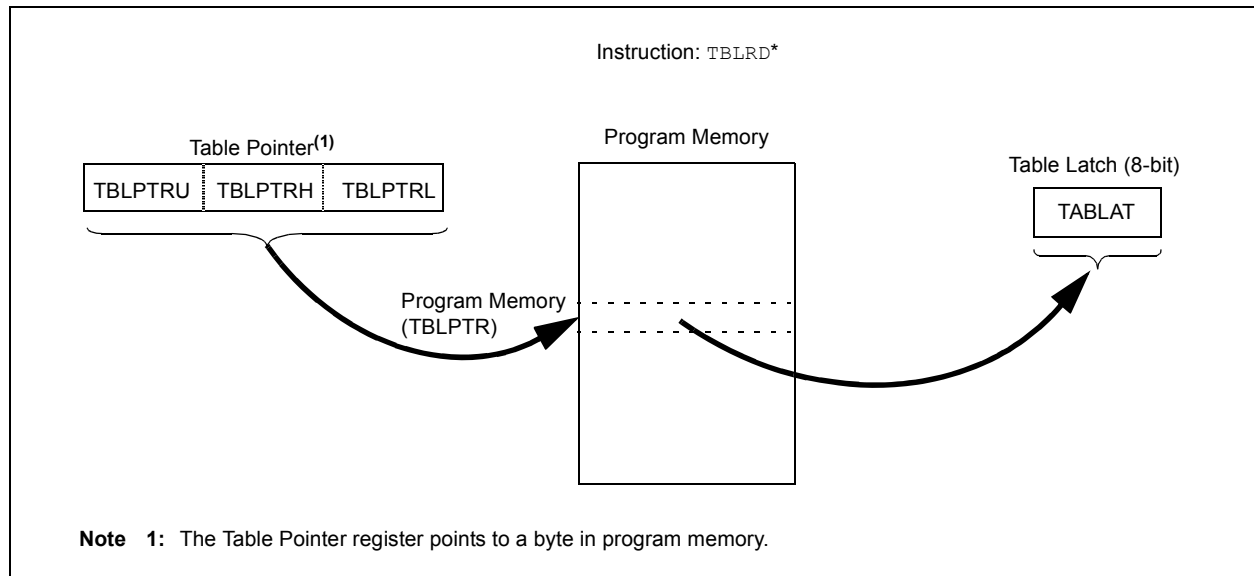 Instruction: TBLRD*
Table Pointer(1)
Program Memory
Table Latch (8-bit)
TBLPTRU TBLPTRH TBLPTRL
TABLAT
Program Memory
(TBLPTR)
Note 1: The Table Pointer register points to a byte in program memory.